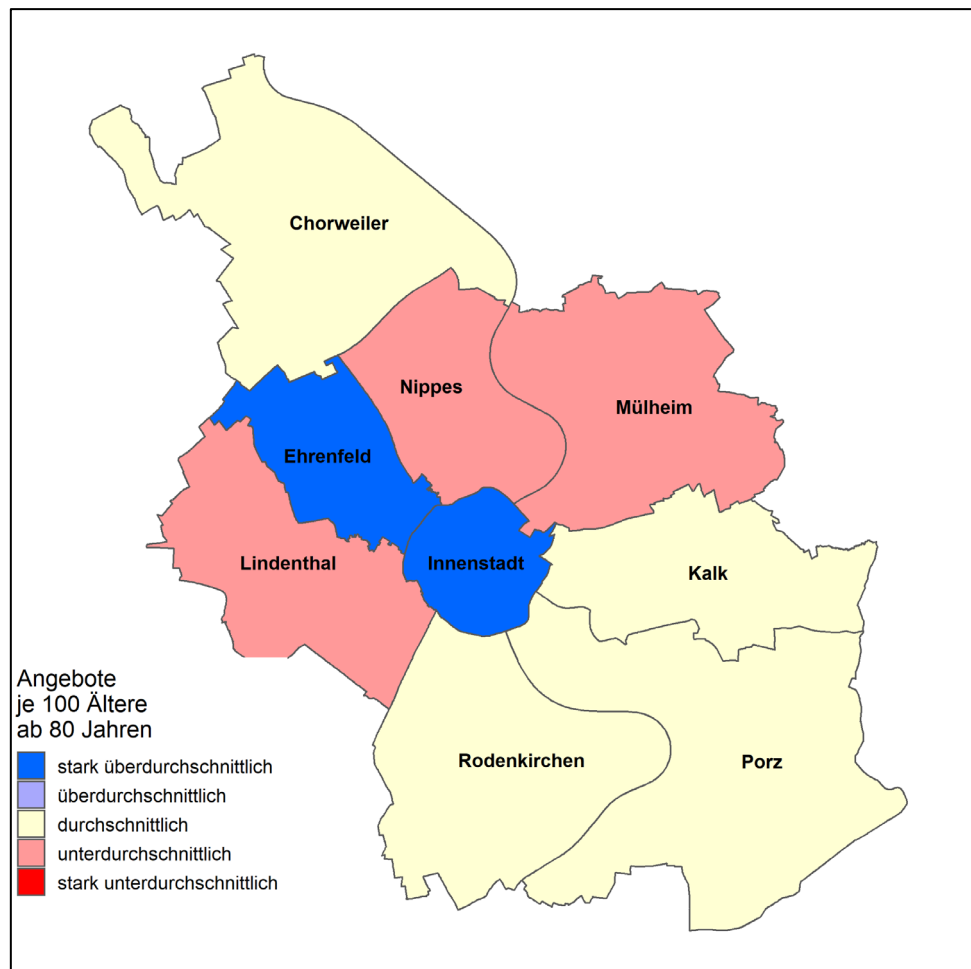 Chorweiler
Nippes
Mülheim
Ehrenfeld
Lindenthal
Innenstadt
Kalk
Rodenkirchen
Porz
Angebote
je 100 Ältere
ab 80 Jahren
stark überdurchschnittlich
überdurchschnittlich
durchschnittlich
unterdurchschnittlich
stark unterdurchschnittlich